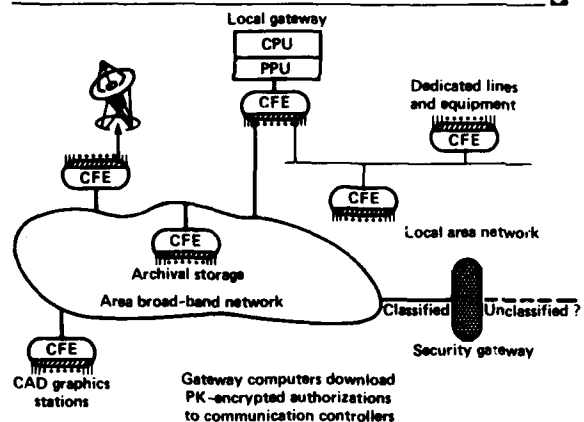 Local gateway
CPU
PPU
CFE
Dedicated lines
and equipment
CFE
CFE
CFE
Local area network
CFE
Archival storage
Area broad-band network
Classified
Unclassified ?
Security gateway
CFE
CAD graphics
stations
Gateway computers download
PK-encrypted authorizations
to communication controllers